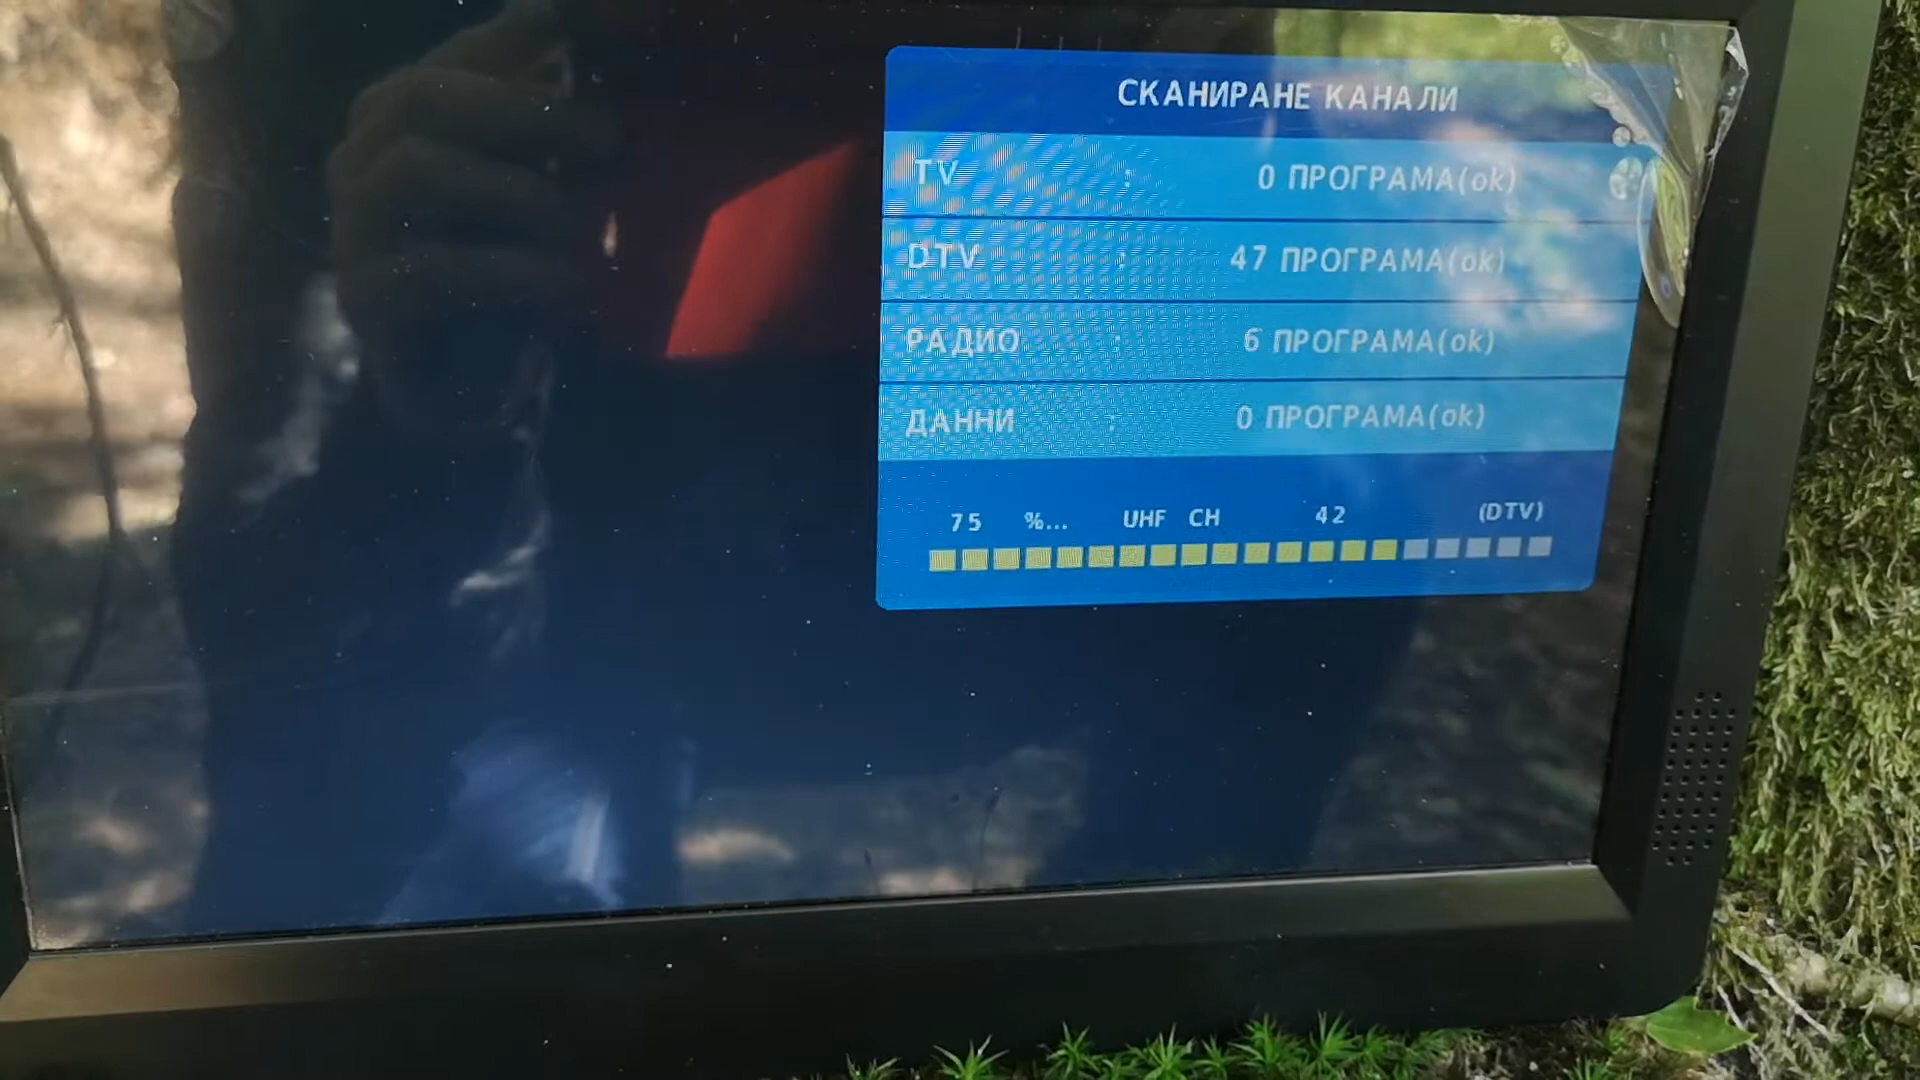 СКАНИРАНЕ КАНАЛИ
TV : 0 ПРОГРАМА(ok)
DTV : 47 ПРОГРАМА(ok)
РАДИО : 6 ПРОГРАМА(ok)
ДАННИ : 0 ПРОГРАМА(ok)
75 %... UHF CH 42 (DTV)